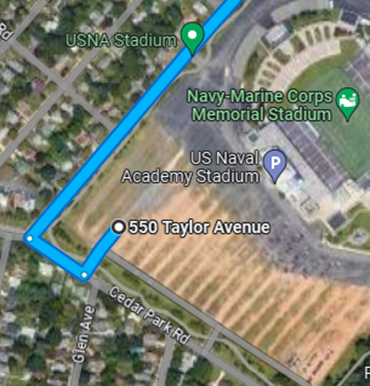 Rd
USNA Stadium
Navy-Marine Corps
Memorial Stadium
US Naval
Academy Stadium
P
550 Taylor Avenue
Cedar Park Rd
Glen Ave